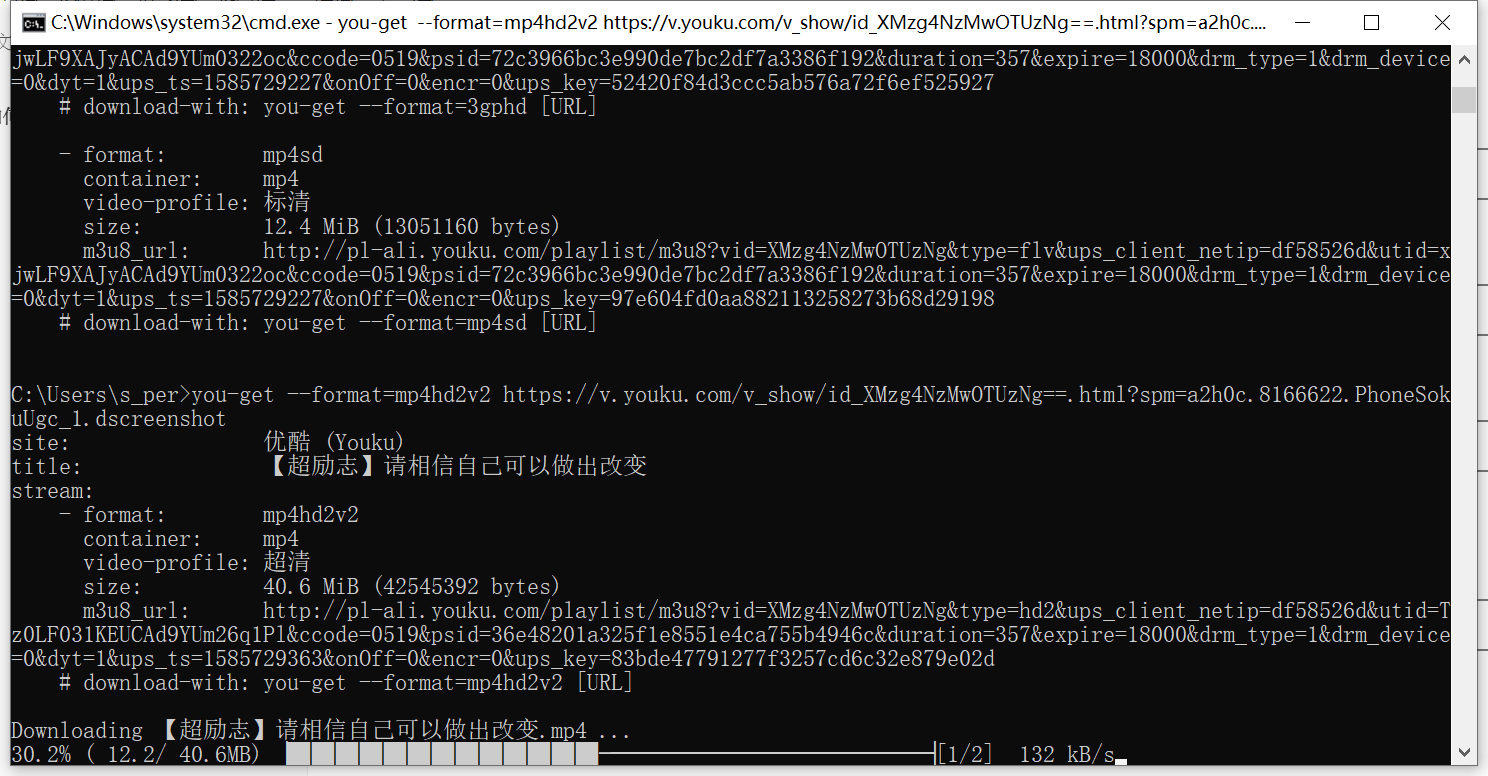 C:\Windows\system32\cmd.exe - you-get  --format=mp4hd2v2 https://v.youku.com/v_show/id_XMzg4NzMwOTUzNg==.html?spm=a2h0c....
jwLF9XAJyACAd9YUm0322oc&ccode=0519&psid=72c3966bc3e990de7bc2df7a3386f192&duration=357&expire=18000&drm_type=1&drm_device
=0&dyt=1&ups_ts=1585729227&onOff=0&encr=0&ups_key=52420f84d3ccc5ab576a72f6ef525927
# download-with: you-get --format=3gphd [URL]
- format:        mp4sd
container:     mp4
video-profile: 标清
size:          12.4 MiB (13051160 bytes)
m3u8_url:      http://pl-ali.youku.com/playlist/m3u8?vid=XMzg4NzMwOTUzNg&type=flv&ups_client_netip=df58526d&utid=x
jwLF9XAJyACAd9YUm0322oc&ccode=0519&psid=72c3966bc3e990de7bc2df7a3386f192&duration=357&expire=18000&drm_type=1&drm_device
=0&dyt=1&ups_ts=1585729227&onOff=0&encr=0&ups_key=97e604fd0aa882113258273b68d29198
# download-with: you-get --format=mp4sd [URL]
C:\Users\s_per>you-get --format=mp4hd2v2 https://v.youku.com/v_show/id_XMzg4NzMwOTUzNg==.html?spm=a2h0c.8166622.PhoneSok
uUgc_1.dscreenshot
site:                优酷 (Youku)
title:               【超励志】请相信自己可以做出改变
stream:
- format:        mp4hd2v2
container:     mp4
video-profile: 超清
size:          40.6 MiB (42545392 bytes)
m3u8_url:      http://pl-ali.youku.com/playlist/m3u8?vid=XMzg4NzMwOTUzNg&type=hd2&ups_client_netip=df58526d&utid=T
z0LF031KEUCAd9YUm26q1Pl&ccode=0519&psid=36e48201a325f1e8551e4ca755b4946c&duration=357&expire=18000&drm_type=1&drm_device
=0&dyt=1&ups_ts=1585729363&onOff=0&encr=0&ups_key=83bde47791277f3257cd6c32e879e02d
# download-with: you-get --format=mp4hd2v2 [URL]
Downloading 【超励志】请相信自己可以做出改变.mp4 ...
30.2% ( 12.2/ 40.6MB) [1/2]  132 kB/s